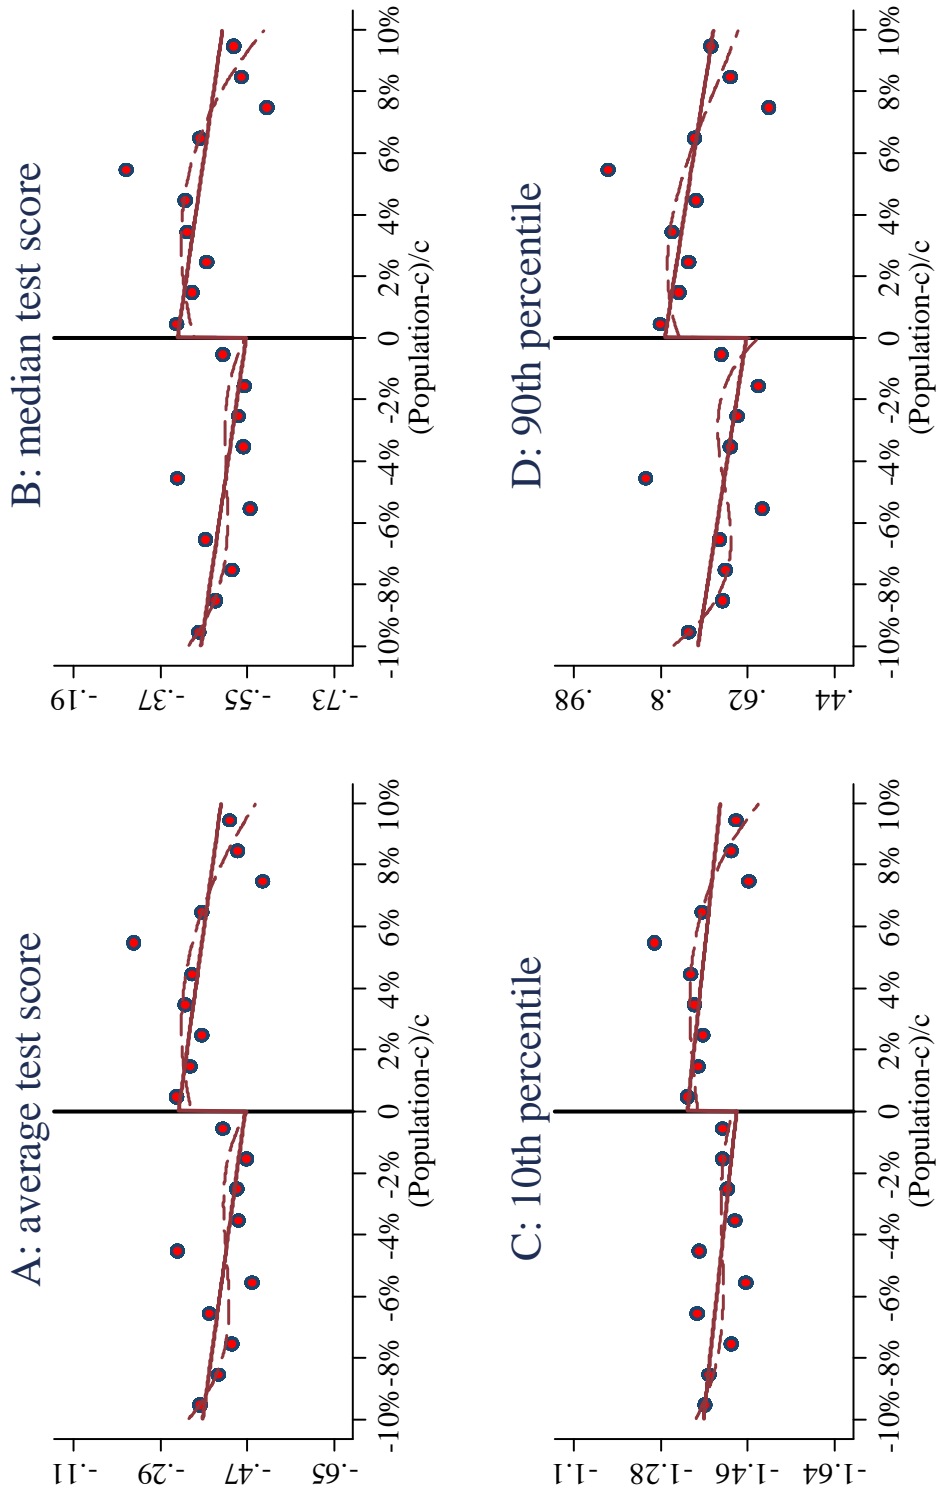 A: average test score
-.11
-.29
-.47
-.65
-10% -8% -6% -4% -2% 0 2% 4% 6% 8% 10%
(Population-c)/c
B: median test score
-.19
-.37
-.55
-.73
-10% -8% -6% -4% -2% 0 2% 4% 6% 8% 10%
(Population-c)/c
C: 10th percentile
-1.1
-1.28
-1.46
-1.64
-10% -8% -6% -4% -2% 0 2% 4% 6% 8% 10%
(Population-c)/c
D: 90th percentile
.98
.8
.62
.44
-10% -8% -6% -4% -2% 0 2% 4% 6% 8% 10%
(Population-c)/c